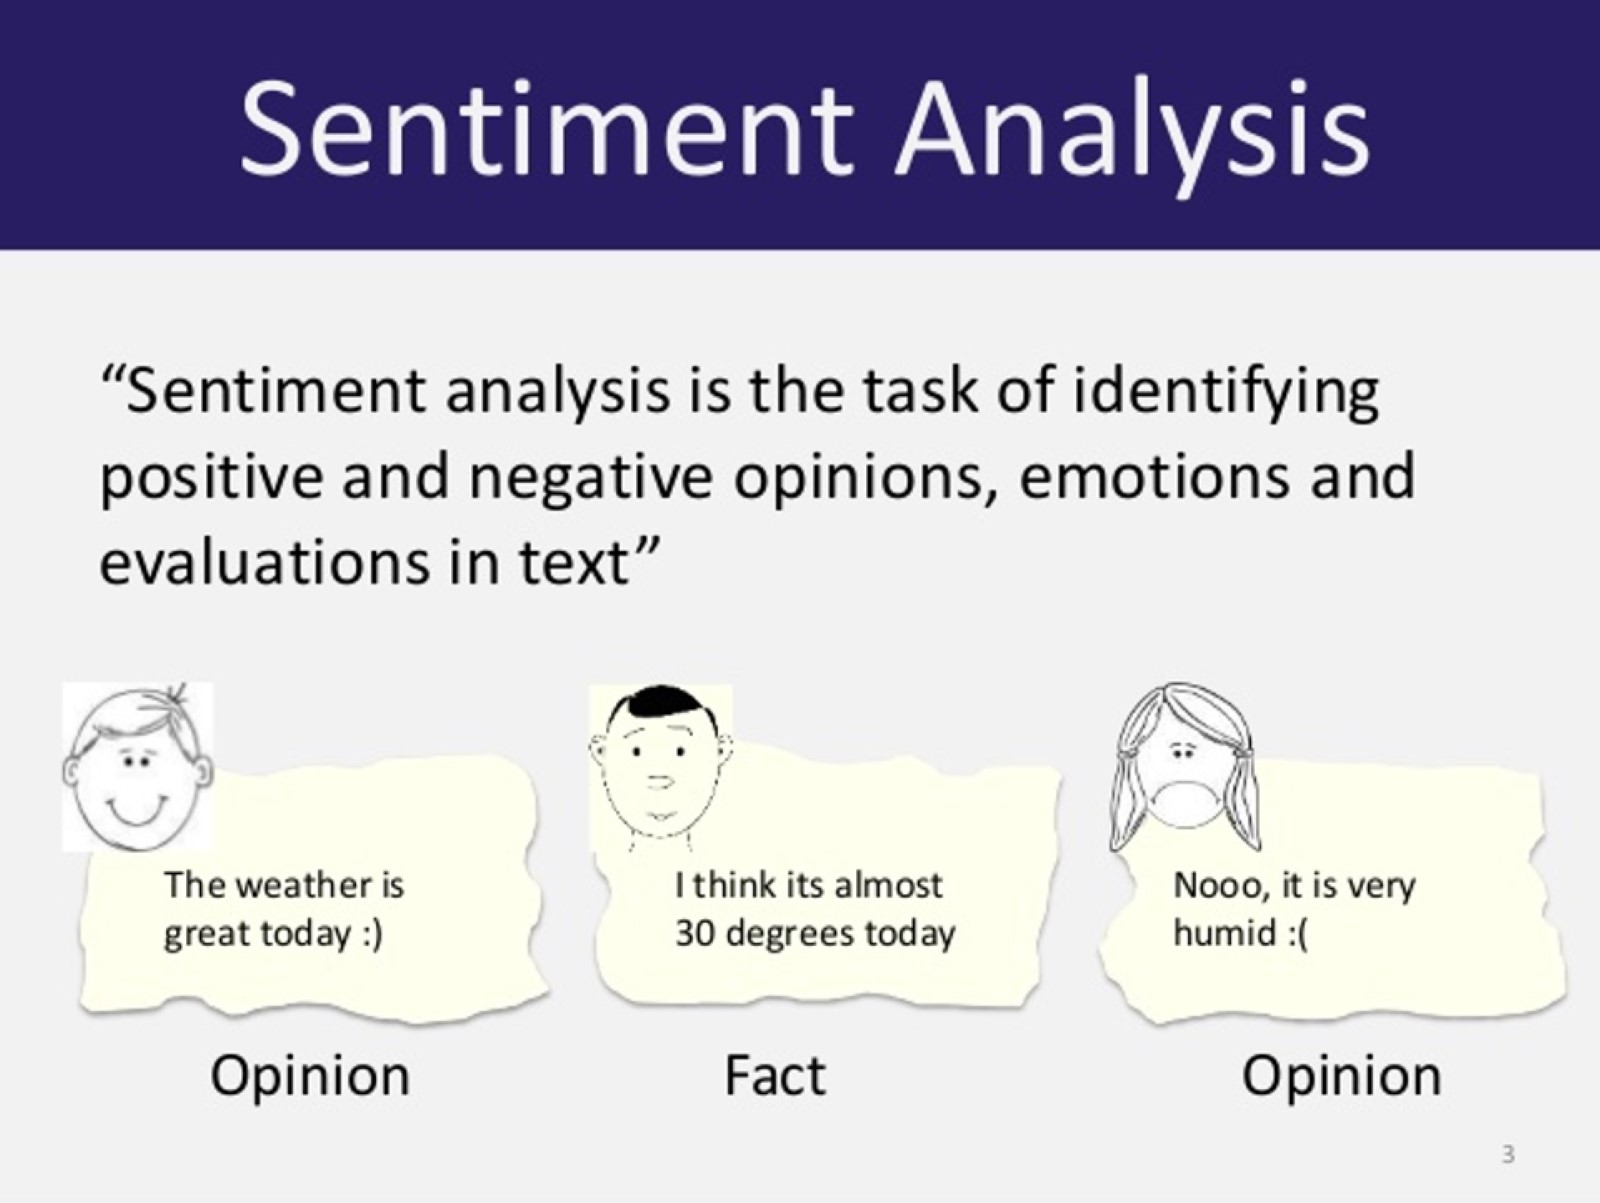 Sentiment Analysis
“Sentiment analysis is the task of identifying
positive and negative opinions, emotions and
evaluations in text”
The weather is
great today :)
I think its almost
30 degrees today
Nooo, it is very
humid :(
Opinion
Fact
Opinion
3